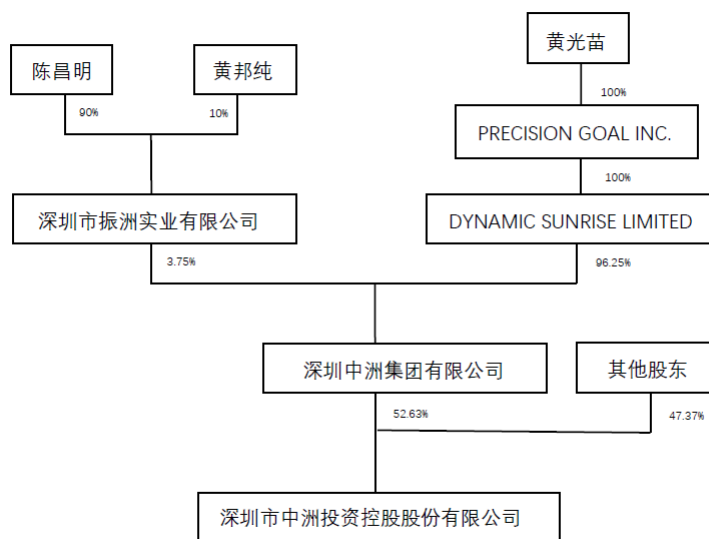 黄光苗
陈昌明
黄邦纯
90%
10%
100%
PRECISION GOAL INC.
100%
深圳市振洲实业有限公司
DYNAMIC SUNRISE LIMITED
3.75%
96.25%
深圳中洲集团有限公司
其他股东
52.63%
47.37%
深圳市中洲投资控股股份有限公司